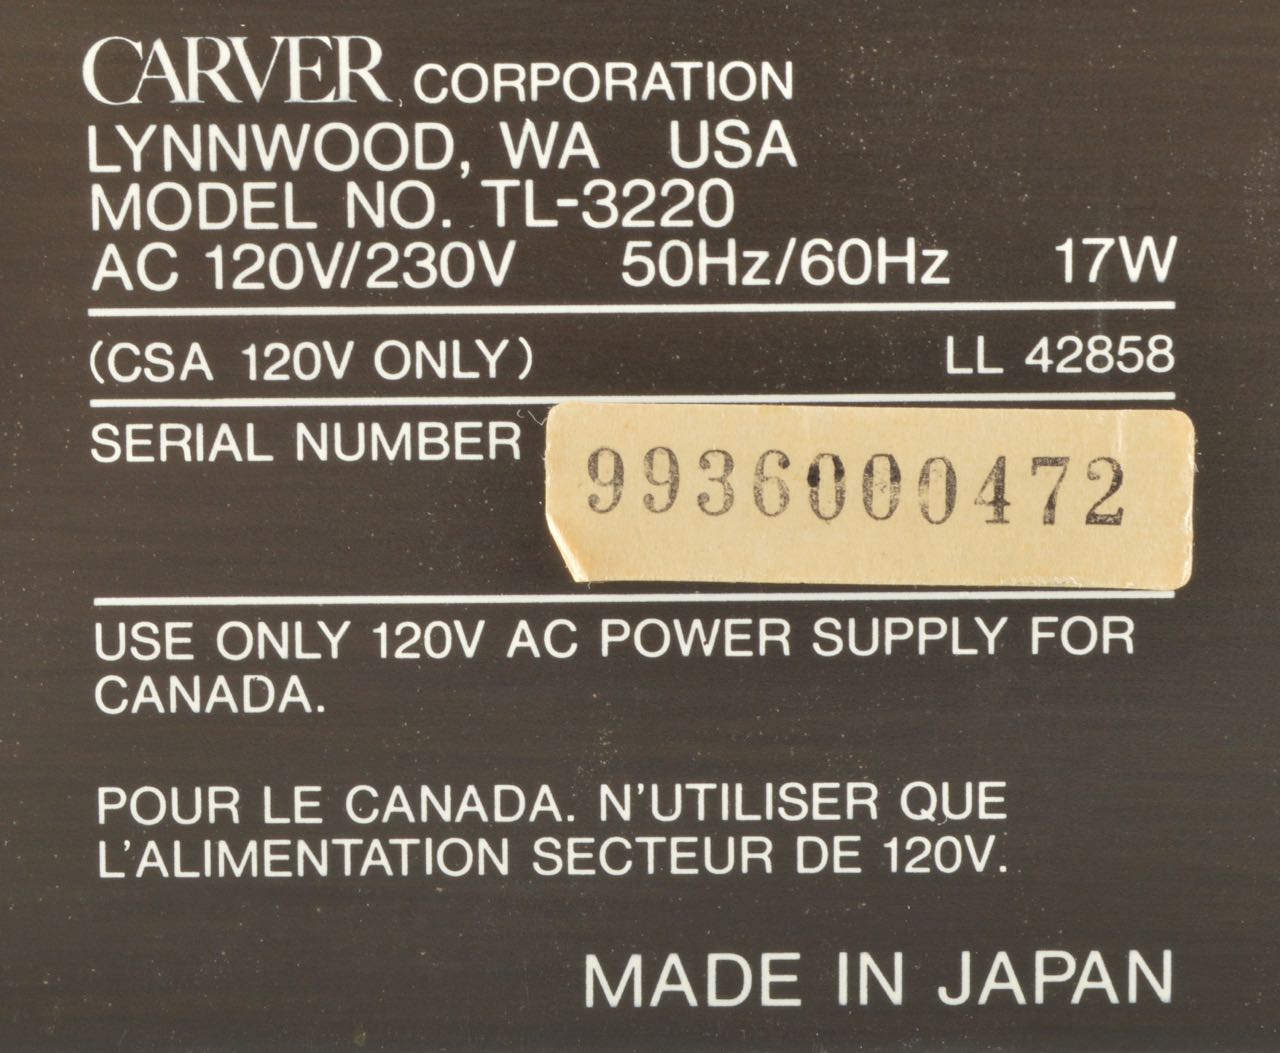 CARVER CORPORATION
LYNNWOOD, WA USA
MODEL NO. TL-3220
AC 120V/230V 50Hz/60Hz 17W
(CSA 120V ONLY) LL 42858
SERIAL NUMBER 9936000472
USE ONLY 120V AC POWER SUPPLY FOR
CANADA.
POUR LE CANADA. N'UTILISER QUE
L'ALIMENTATION SECTEUR DE 120V.
MADE IN JAPAN